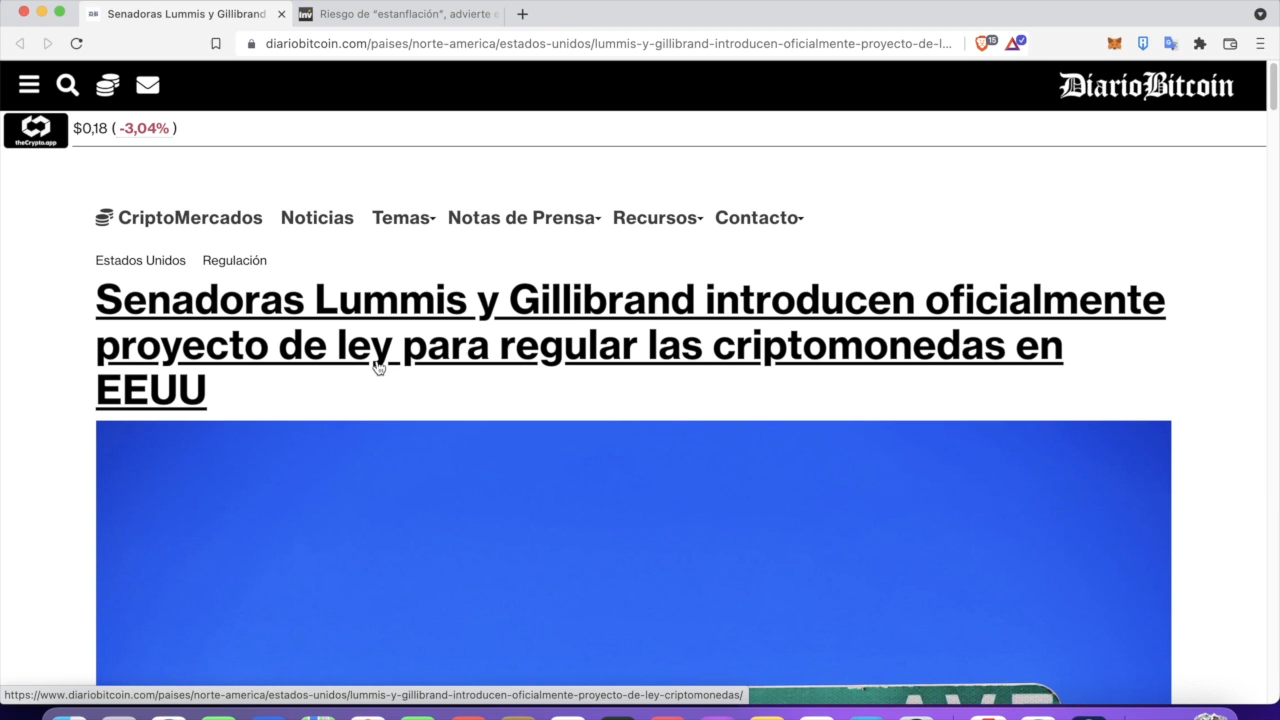 Senadoras Lummis y Gillibrand
Riesgo de "estanflación", advierte e
diariobitcoin.com/paises/norte-america/estados-unidos/lummis-y-gillibrand-introducen-oficialmente-proyecto-de-l...
15
DiarioBitcoin
theCrypto.app
$0,18 ( -3,04% )
CriptoMercados Noticias Temas Notas de Prensa Recursos Contacto
Estados Unidos Regulación
Senadoras Lummis y Gillibrand introducen oficialmente
proyecto de ley para regular las criptomonedas en
EEUU
https://www.diariobitcoin.com/paises/norte-america/estados-unidos/lummis-y-gillibrand-introducen-oficialmente-proyecto-de-ley-criptomonedas/